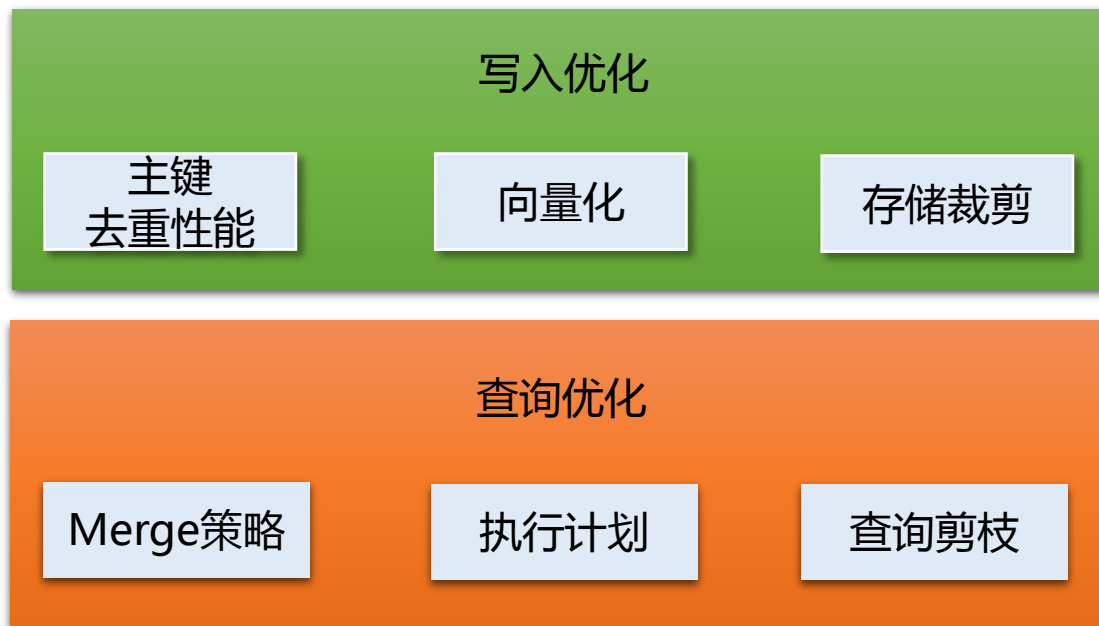 写入优化
主键
去重性能
向量化
存储裁剪
查询优化
Merge策略
执行计划
查询剪枝